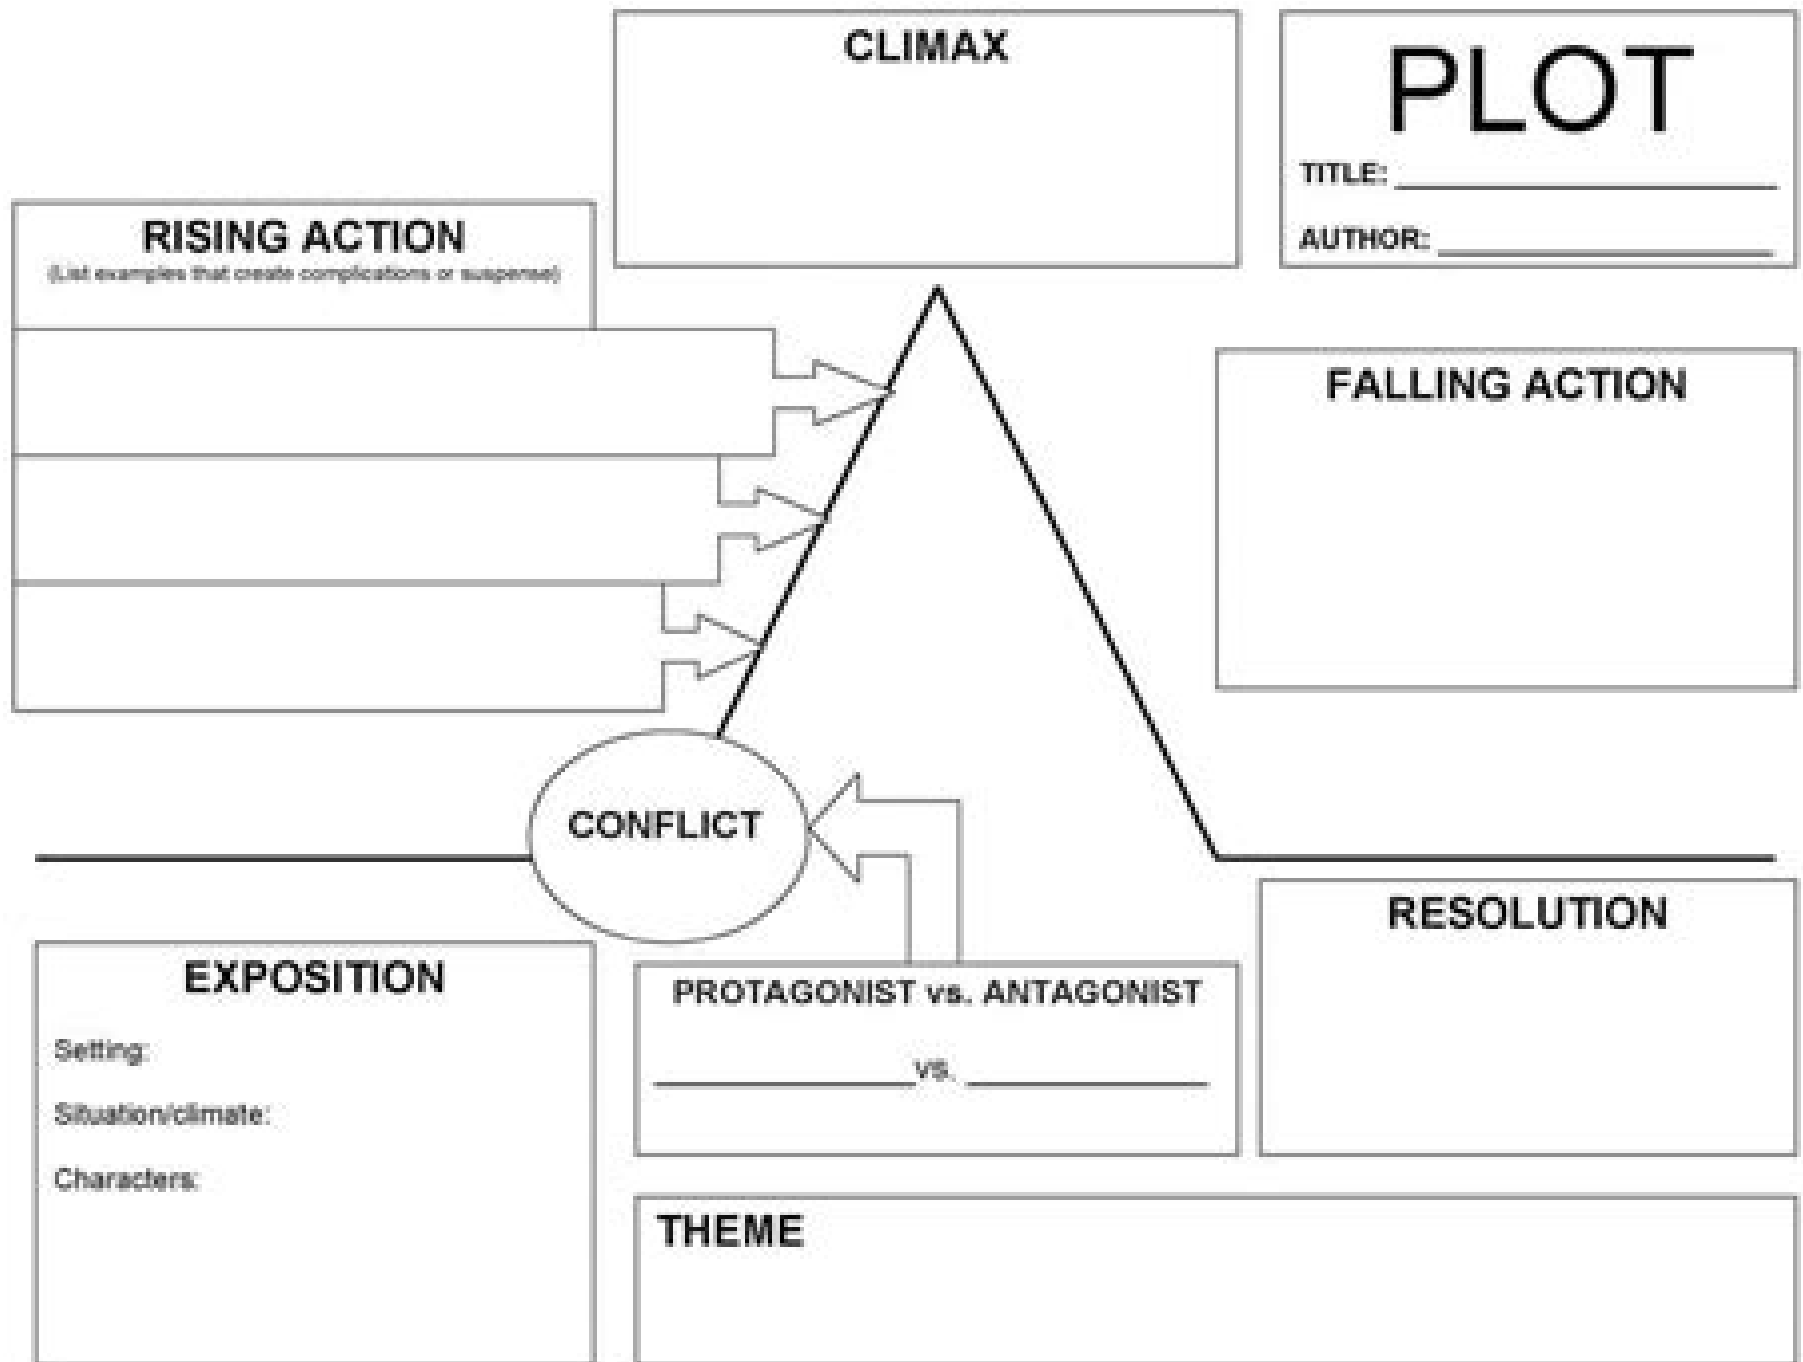 CLIMAX
PLOT
TITLE:
AUTHOR:
RISING ACTION
(List examples that create complications or suspense)
FALLING ACTION
CONFLICT
RESOLUTION
EXPOSITION
Setting:
Situation/climate:
Characters:
PROTAGONIST vs. ANTAGONIST
vs.
THEME